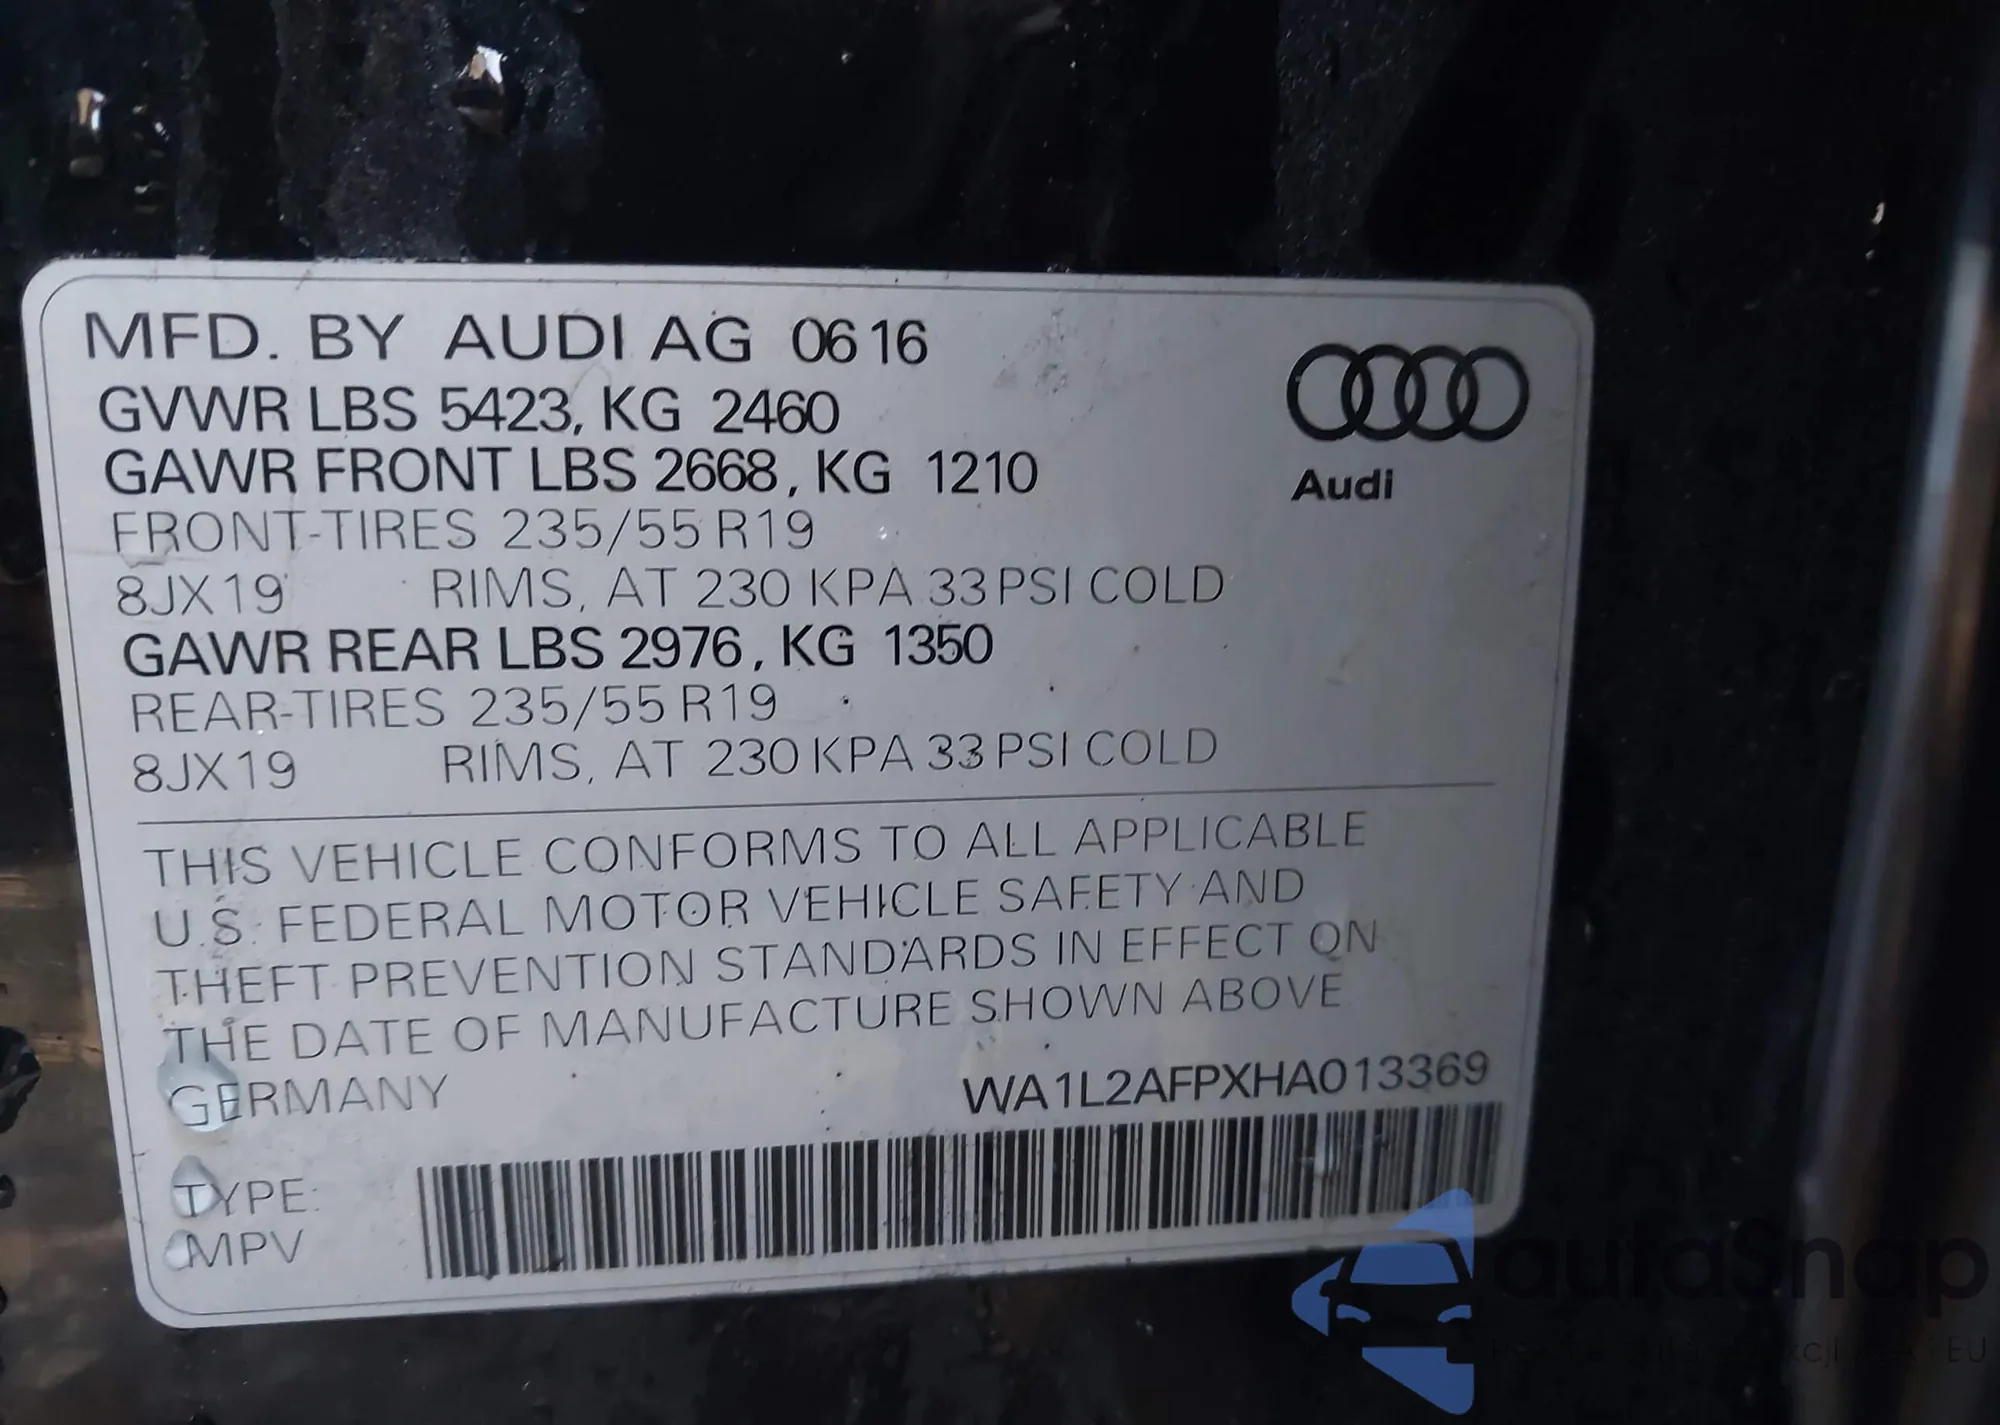 MFD. BY AUDI AG 06 16
GVWR LBS 5423, KG 2460
GAWR FRONT LBS 2668, KG 1210
FRONT-TIRES 235/55 R19
8JX19 RIMS, AT 230 KPA 33 PSI COLD
GAWR REAR LBS 2976, KG 1350
REAR-TIRES 235/55 R19
8JX19 RIMS, AT 230 KPA 33 PSI COLD
Audi
THIS VEHICLE CONFORMS TO ALL APPLICABLE
U.S. FEDERAL MOTOR VEHICLE SAFETY AND
THEFT PREVENTION STANDARDS IN EFFECT ON
THE DATE OF MANUFACTURE SHOWN ABOVE
GERMANY WA1L2AFPXHA013369
TYPE:
MPV
autaSnap
EU